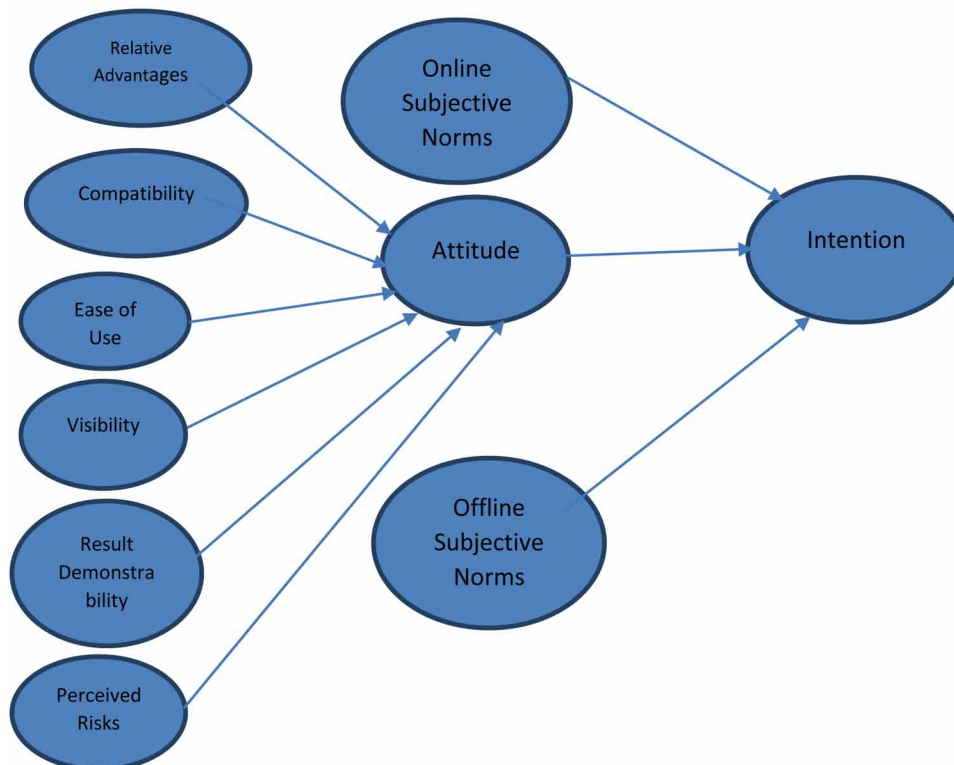 Relative
Advantages
Compatibility
Ease of
Use
Visibility
Result
Demonstra
bility
Perceived
Risks
Online
Subjective
Norms
Attitude
Offline
Subjective
Norms
Intention